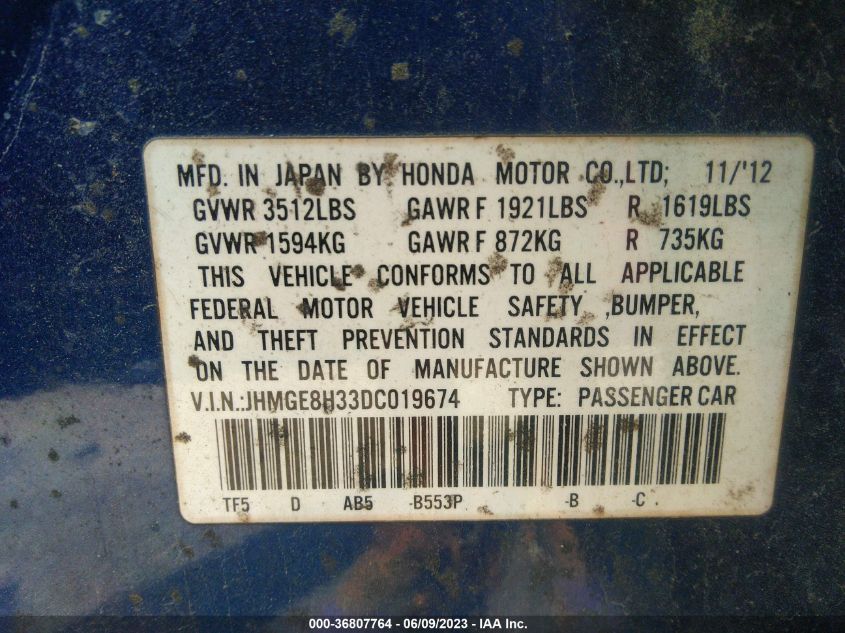 MFD. IN JAPAN BY HONDA MOTOR CO.,LTD; 11/'12
GVWR 3512LBS GAWR F 1921LBS R 1619LBS
GVWR 1594KG GAWR F 872KG R 735KG
THIS VEHICLE CONFORMS TO ALL APPLICABLE
FEDERAL MOTOR VEHICLE SAFETY ,BUMPER,
AND THEFT PREVENTION STANDARDS IN EFFECT
ON THE DATE OF MANUFACTURE SHOWN ABOVE.
V.I.N.:JHMGE8H33DC019674 TYPE: PASSENGER CAR
TF5 D AB5 -B553P -B -C
000-36807764 - 06/09/2023 - IAA Inc.